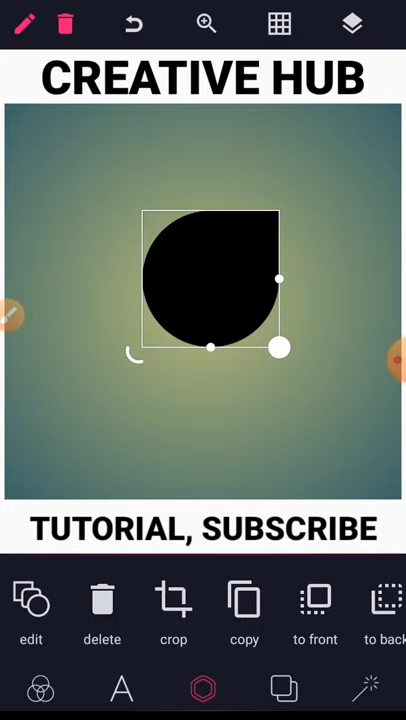 CREATIVE HUB
TUTORIAL, SUBSCRIBE
edit delete crop copy to front to back